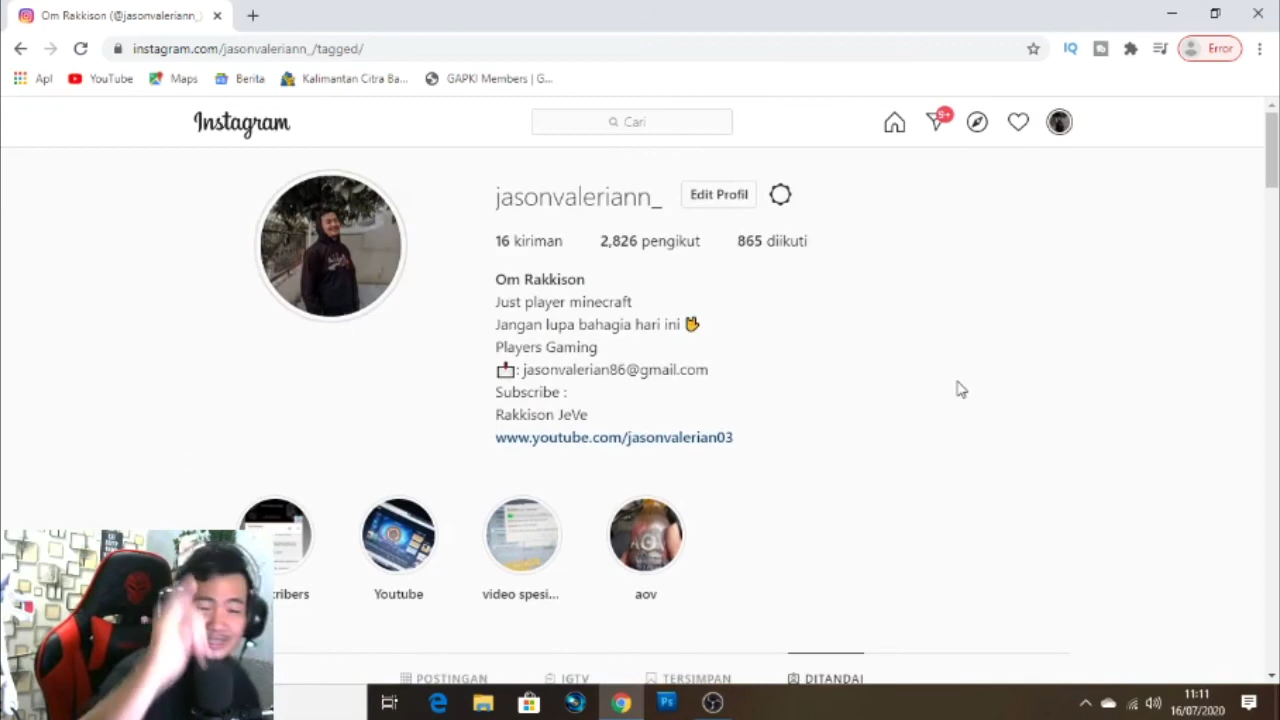 Om Rakkison (@jasonvaleriann_)
instagram.com/jasonvaleriann_/tagged/
IQ
Error
Apl
YouTube
Maps
Berita
Kalimantan Citra Ba...
GAPKI Members | G...
Instagram
Cari
9+
jasonvaleriann_
Edit Profil
16 kiriman
2,826 pengikut
865 diikuti
Om Rakkison
Just player minecraft
Jangan lupa bahagia hari ini
Players Gaming
: jasonvalerian86@gmail.com
Subscribe :
Rakkison JeVe
www.youtube.com/jasonvalerian03
ribers
Youtube
video spesi...
aov
POSTINGAN
IGTV
TERSIMPAN
DITANDAI
Ps
11:11
16/07/2020